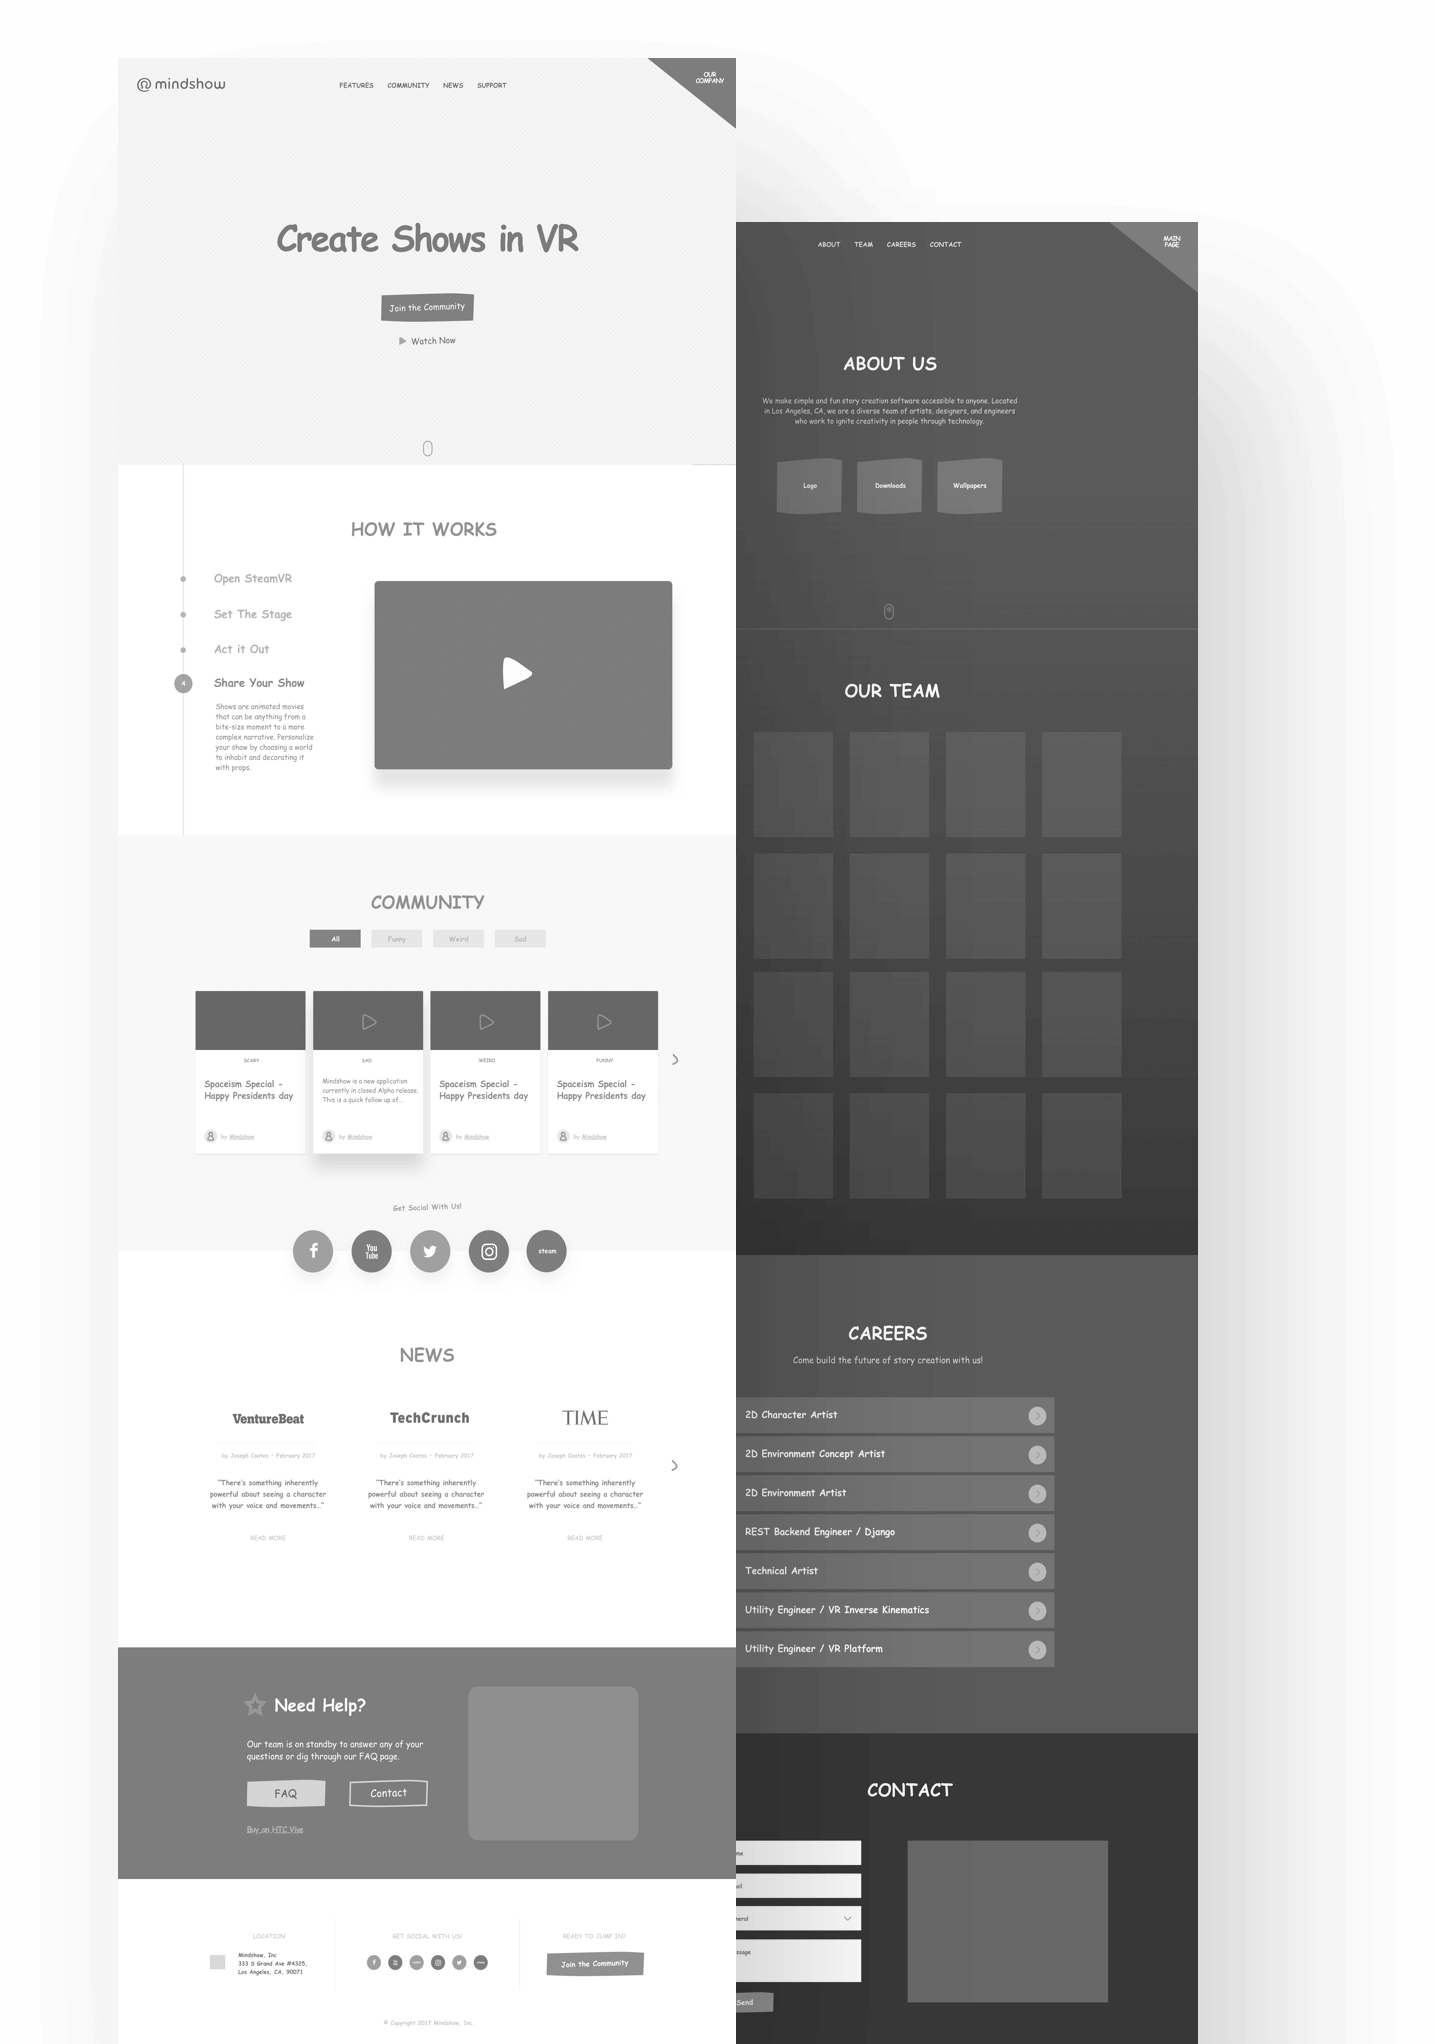 mindshow
FEATURES COMMUNITY NEWS SUPPORT
OUR
COMPANY
Create Shows in VR
Join the Community
Watch Now
HOW IT WORKS
Open SteamVR
Set The Stage
Act it Out
4 Share Your Show
Shows are animated movies
that can be anything from a
bite-size moment to a more
complex narrative. Personalize
your show by choosing a world
to inhabit and decorating it
with props.
COMMUNITY
All Funny Weird Sad
SCARY
Spaceism Special -
Happy Presidents day
by Mindshow
SAD
Mindshow is a new application
currently in closed Alpha release.
This is a quick follow up of...
by Mindshow
WEIRD
Spaceism Special -
Happy Presidents day
by Mindshow
FUNNY
Spaceism Special -
Happy Presidents day
by Mindshow
Get Social With Us!
f
You
Tube
steam
NEWS
VentureBeat
by Joseph Coates - February 2017
"There's something inherently
powerful about seeing a character
with your voice and movements..."
READ MORE
TechCrunch
by Joseph Coates - February 2017
"There's something inherently
powerful about seeing a character
with your voice and movements..."
READ MORE
TIME
by Joseph Coates - February 2017
"There's something inherently
powerful about seeing a character
with your voice and movements..."
READ MORE
Need Help?
Our team is on standby to answer any of your
questions or dig through our FAQ page.
FAQ Contact
Buy an HTC Vive
LOCATION
Mindshow, Inc
333 S Grand Ave #4325,
Los Angeles, CA, 90071
GET SOCIAL WITH US!
READY TO JUMP IN?
Join the Community
© Copyright 2017 Mindshow, Inc.
ABOUT TEAM CAREERS CONTACT
MAIN
PAGE
ABOUT US
We make simple and fun story creation software accessible to anyone. Located
in Los Angeles, CA, we are a diverse team of artists, designers, and engineers
who work to ignite creativity in people through technology.
Logo Downloads Wallpapers
OUR TEAM
CAREERS
Come build the future of story creation with us!
2D Character Artist
2D Environment Concept Artist
2D Environment Artist
REST Backend Engineer / Django
Technical Artist
Utility Engineer / VR Inverse Kinematics
Utility Engineer / VR Platform
CONTACT
me
ail
neral
ssage
Send